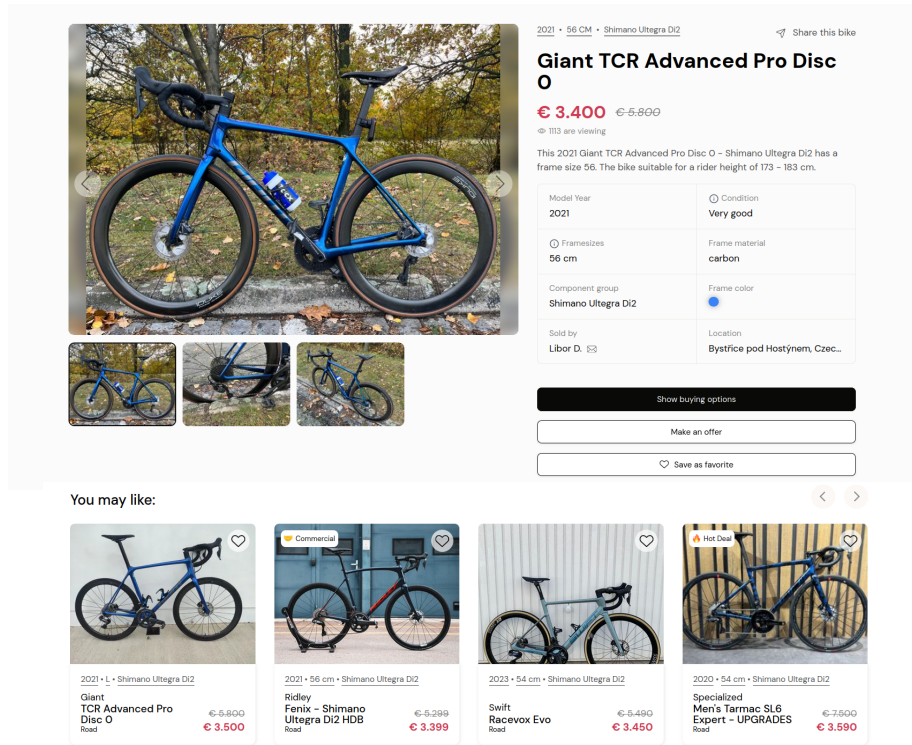 2021 • 56 CM • Shimano Ultegra Di2
Share this bike
Giant TCR Advanced Pro Disc
0
€ 3.400 € 5.800
1113 are viewing
This 2021 Giant TCR Advanced Pro Disc 0 - Shimano Ultegra Di2 has a
frame size 56. The bike suitable for a rider height of 173 - 183 cm.
Model Year
2021
Condition
Very good
Framesizes
56 cm
Frame material
carbon
Component group
Shimano Ultegra Di2
Frame color
Sold by
Libor D.
Location
Bystřice pod Hostýnem, Czec...
Show buying options
Make an offer
Save as favorite
You may like:
2021 • L • Shimano Ultegra Di2
Giant
TCR Advanced Pro
Disc 0
Road
€ 5.800
€ 3.500
Commercial
2021 • 56 cm • Shimano Ultegra Di2
Ridley
Fenix - Shimano
Ultegra Di2 HDB
Road
€ 5.299
€ 3.399
2023 • 54 cm • Shimano Ultegra Di2
Swift
Racevox Evo
Road
€ 5.490
€ 3.450
Hot Deal
2020 • 54 cm • Shimano Ultegra Di2
Specialized
Men's Tarmac SL6
Expert - UPGRADES
Road
€ 7.500
€ 3.590